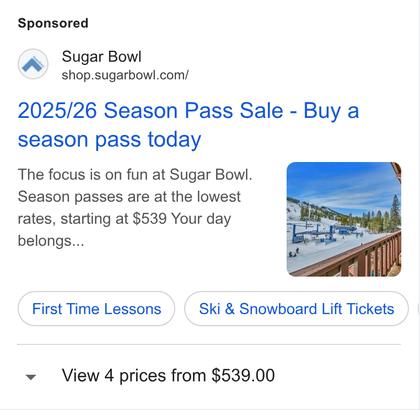 Sponsored
Sugar Bowl
shop.sugarbowl.com/
2025/26 Season Pass Sale - Buy a
season pass today
The focus is on fun at Sugar Bowl.
Season passes are at the lowest
rates, starting at $539 Your day
belongs...
First Time Lessons
Ski & Snowboard Lift Tickets
View 4 prices from $539.00